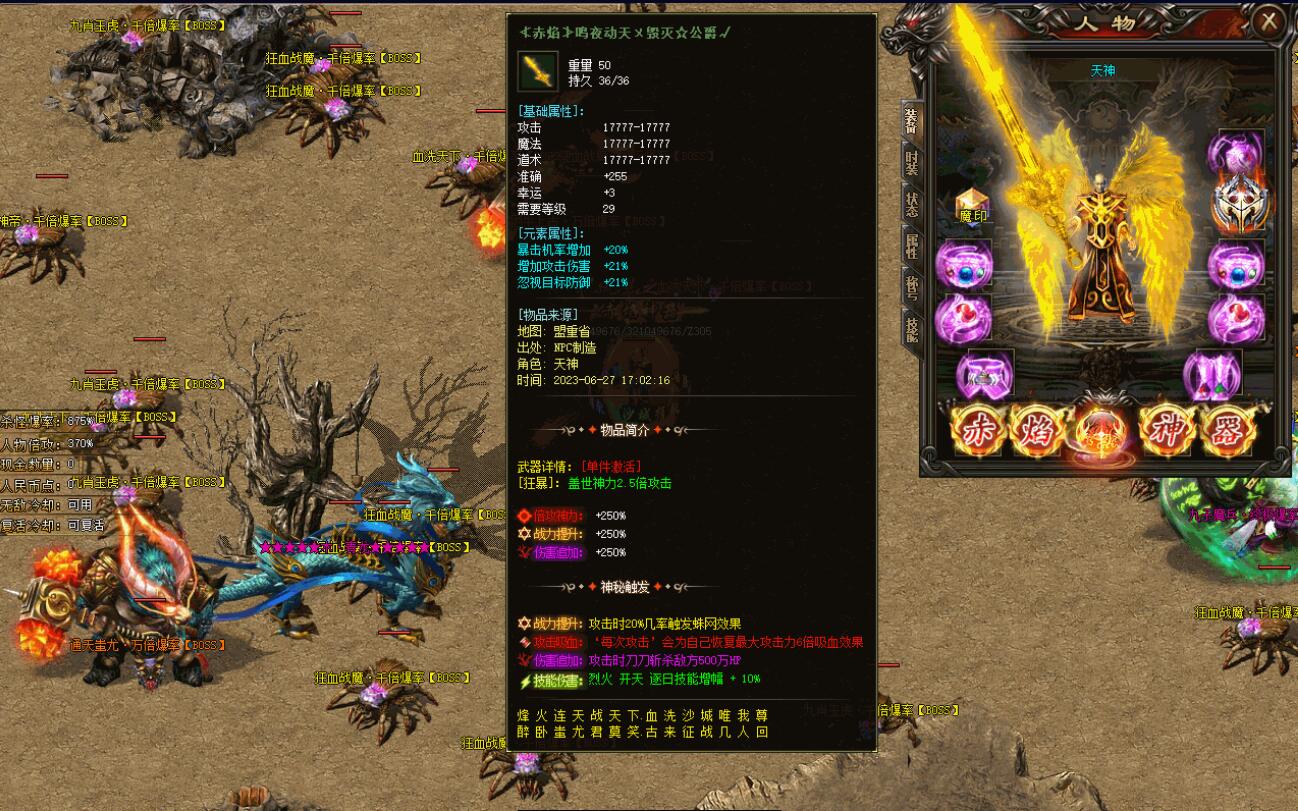 九霄玉虎·千倍爆率【BOSS】
狂血战魔·千倍爆率【BOSS】
狂血战魔·千倍爆率【BOSS】
血洗天下·千倍爆
神帝·千倍爆率【BOSS】
九霄玉虎·千倍爆率【BOSS】
倍爆率【BOSS】
杀怪爆率: 875%
人物倍攻: 370%
现金数量: 0
人民币点: 0
九霄玉虎·千倍爆率【BOSS】
无敌冷却: 可用
复活冷却: 可复活
狂血战魔·千倍爆率【BOS
【BOSS】
通天蚩尤·万倍爆率【BOSS】
狂血战魔·千倍爆率【BOSS】
狂血战魔
≮赤焰≯鸣夜动天㐅毁灭☆公爵√
重量 50
持久 36/36
[基础属性]:
攻击 17777-17777
魔法 17777-17777
道术 17777-17777
准确 +255
幸运 +3
需要等级 29
[元素属性]:
暴击机率增加 +20%
增加攻击伤害 +21%
忽视目标防御 +21%
[物品来源]
地图: 盟重省
出处: NPC制造
角色: 天神
时间: 2023-06-27 17:02:16
物品简介
武器详情: [单件激活]
[狂暴]: 盖世神力2.5倍攻击
倍攻神力: +250%
战力提升: +250%
伤害追加: +250%
神秘触发
战力提升: 攻击时20%几率触发蛛网效果
攻击吸血: ‘每次攻击’会为自己恢复最大攻击力6倍吸血效果
伤害追加: 攻击时刀刀斩杀敌方500万HP
技能伤害: 烈火 开天 逐日技能增幅 + 10%
烽火连天战天下.血洗沙城唯我尊
醉卧蚩尤君莫笑.古来征战几人回
人物
天神
装备
时装
状态
属性
称号
技能
魔印
赤焰神器
狂血战魔·千倍爆
倍爆率【BOSS】